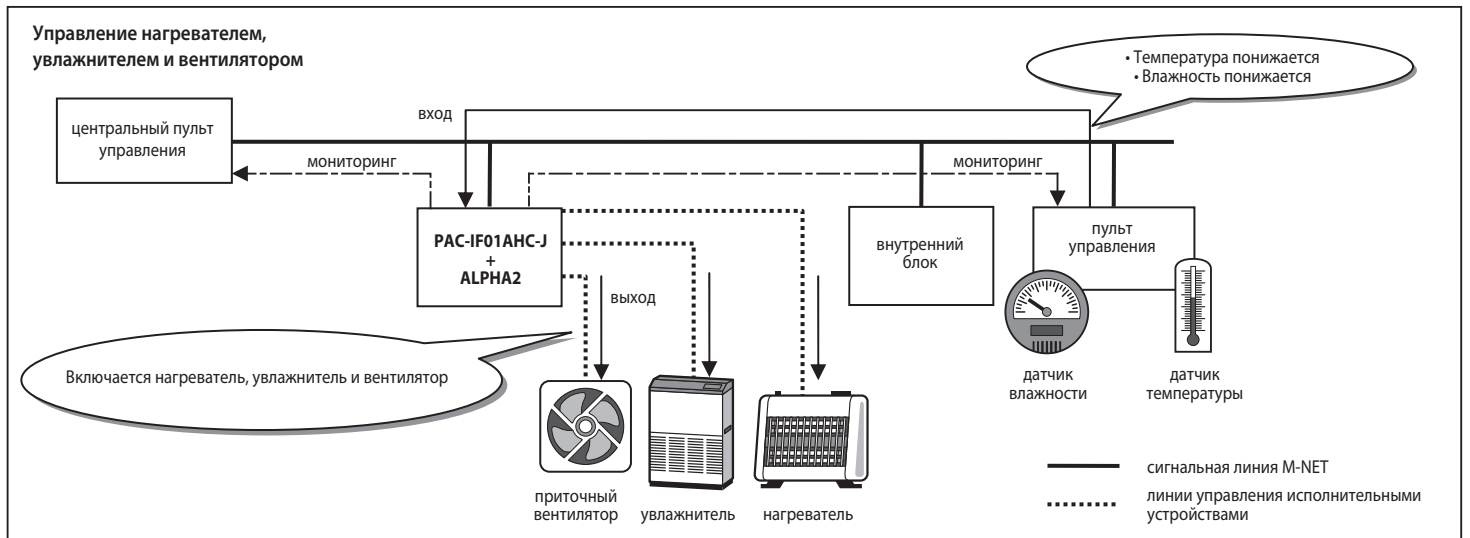 Управление нагревателем,
увлажнителем и вентилятором
• Температура понижается
• Влажность понижается
вход
центральный пульт
управления
мониторинг
мониторинг
PAC-IF01AHC-J
+
ALPHA2
внутренний
блок
пульт
управления
выход
Включается нагреватель, увлажнитель и вентилятор
датчик
влажности
датчик
температуры
приточный
вентилятор
увлажнитель
нагреватель
сигнальная линия M-NET
линии управления исполнительными
устройствами